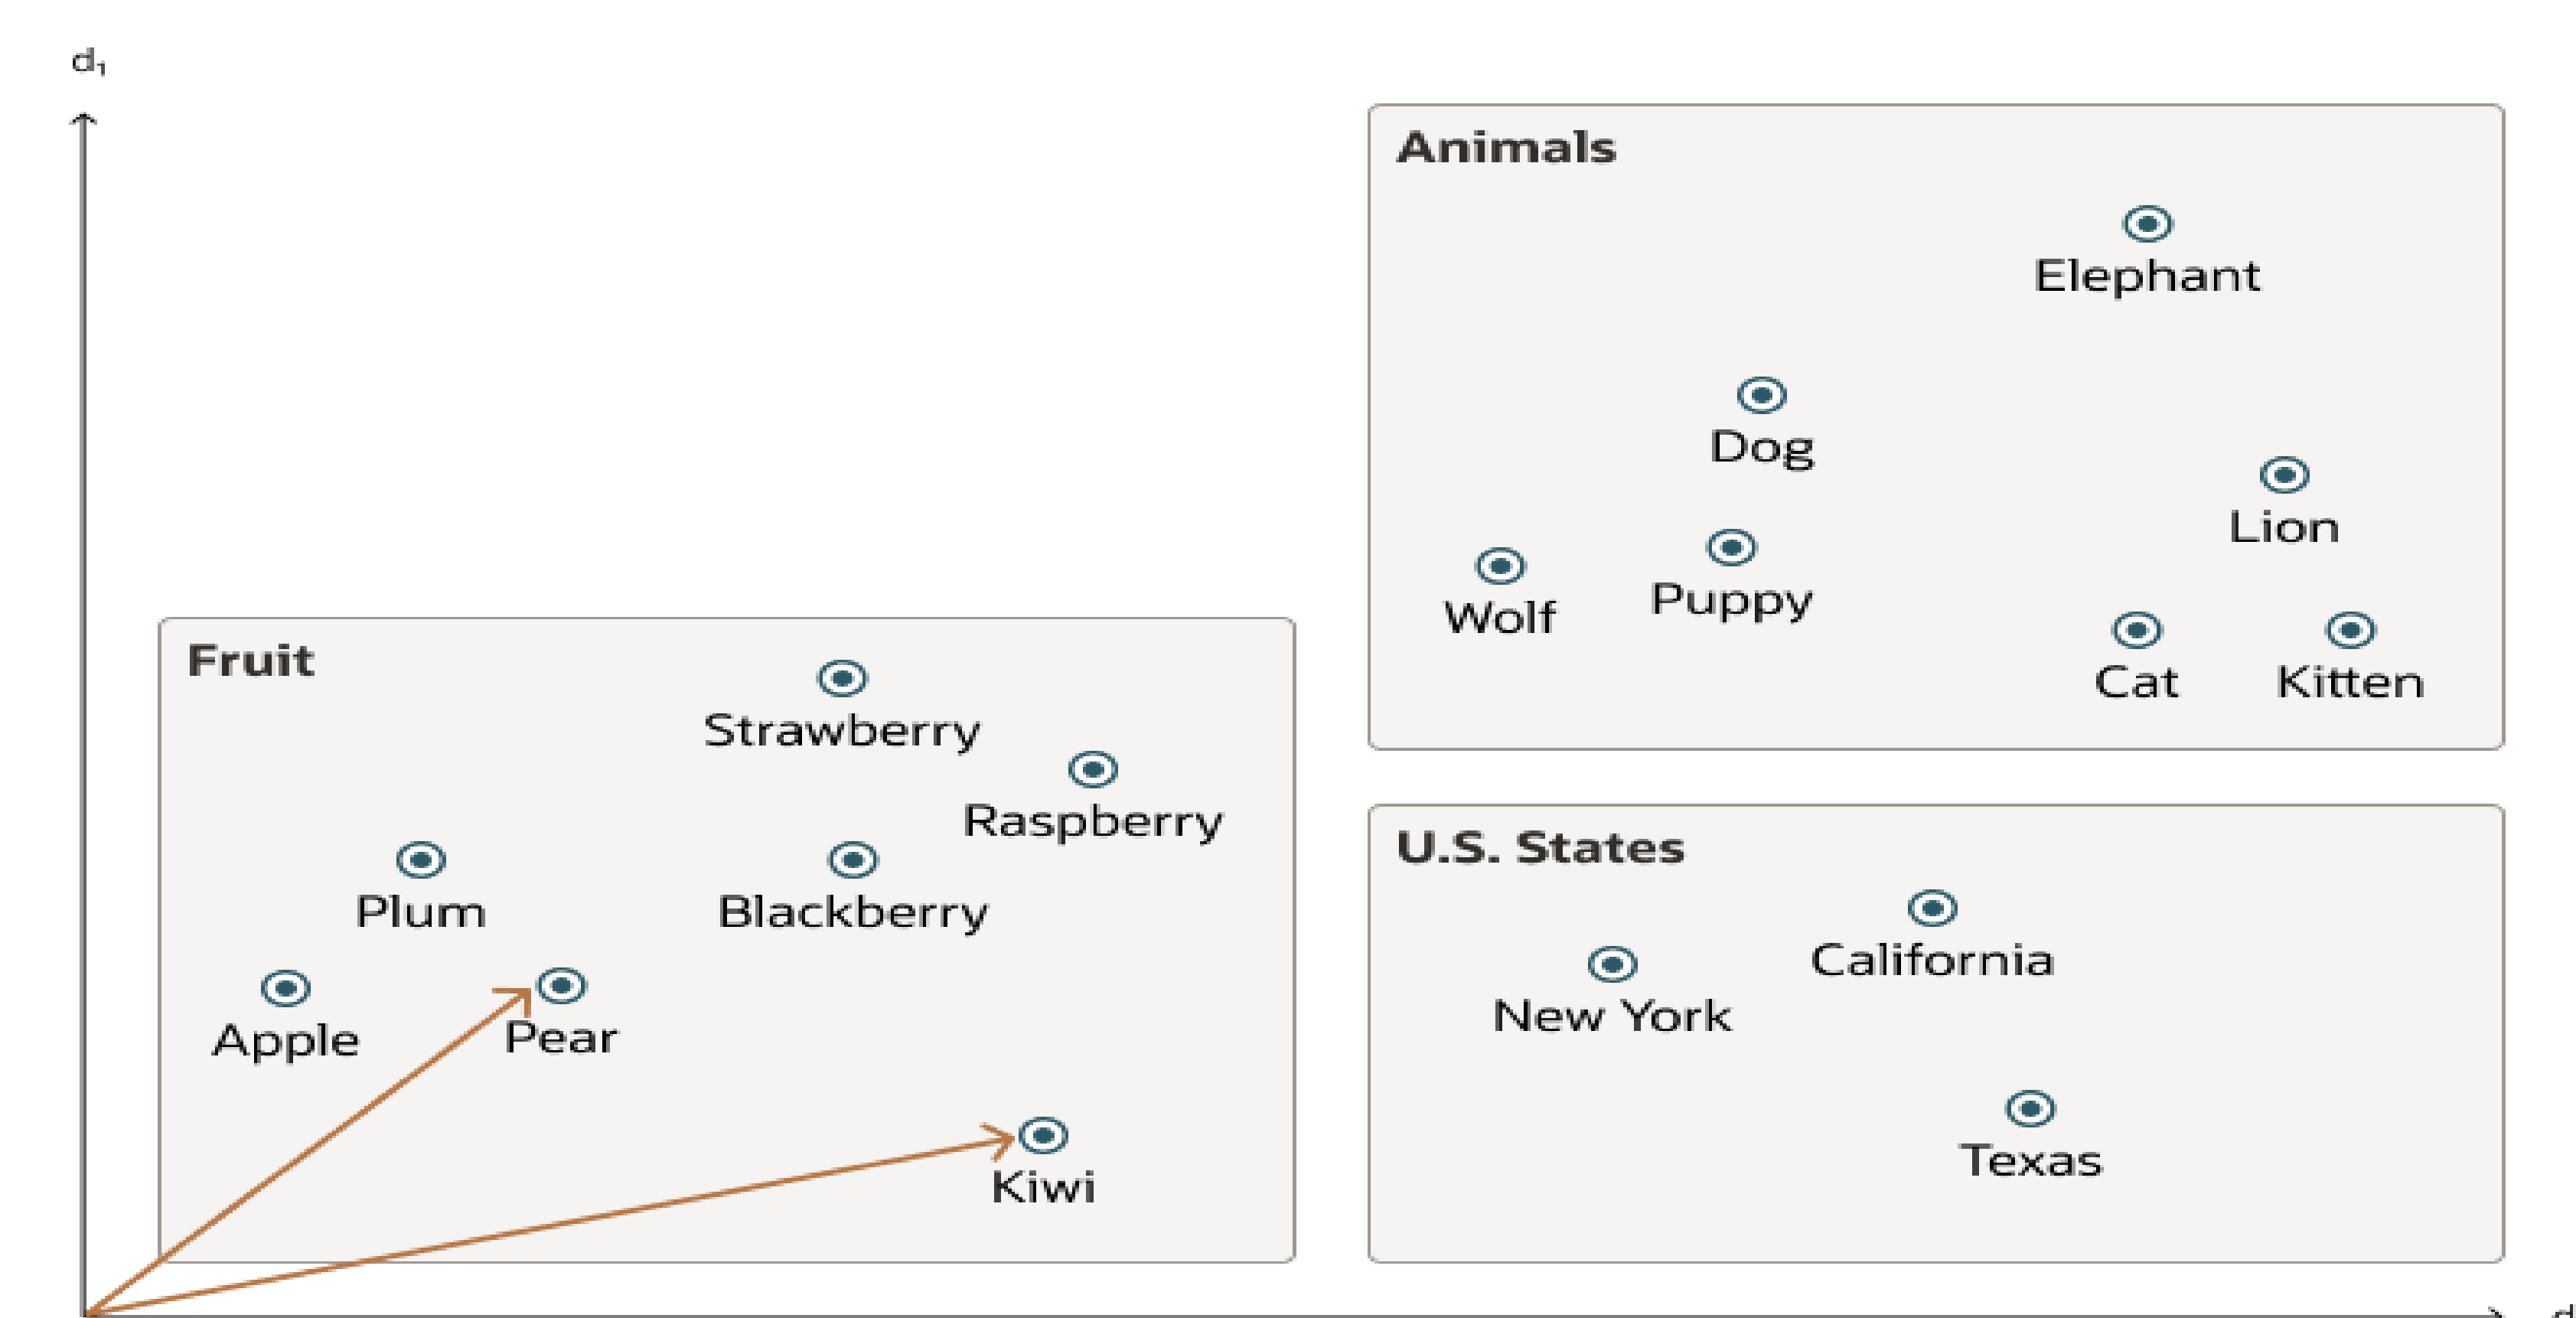 d₁
Animals
Elephant
Dog
Lion
Wolf
Puppy
Cat
Kitten
Fruit
Strawberry
Raspberry
Plum
Blackberry
Apple
Pear
Kiwi
U.S. States
California
New York
Texas